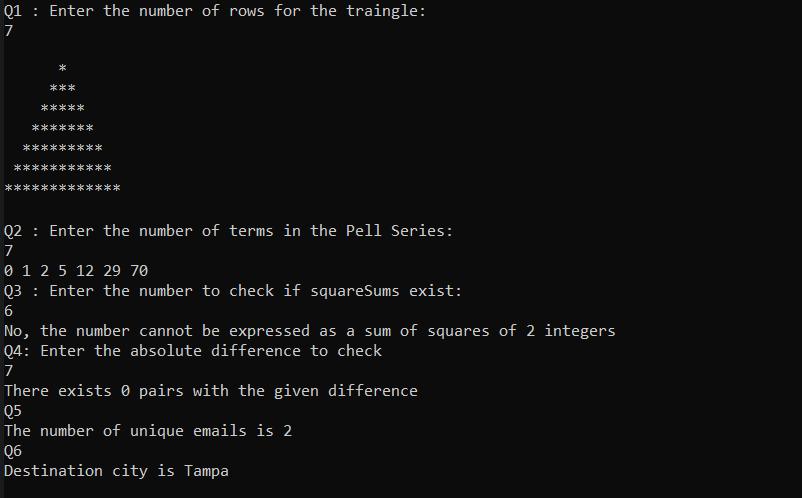 Q1 : Enter the number of rows for the traingle:
7
      *
     ***
    *****
   *******
  *********
 ***********
*************
Q2 : Enter the number of terms in the Pell Series:
7
0 1 2 5 12 29 70
Q3 : Enter the number to check if squareSums exist:
6
No, the number cannot be expressed as a sum of squares of 2 integers
Q4: Enter the absolute difference to check
7
There exists 0 pairs with the given difference
Q5
The number of unique emails is 2
Q6
Destination city is Tampa